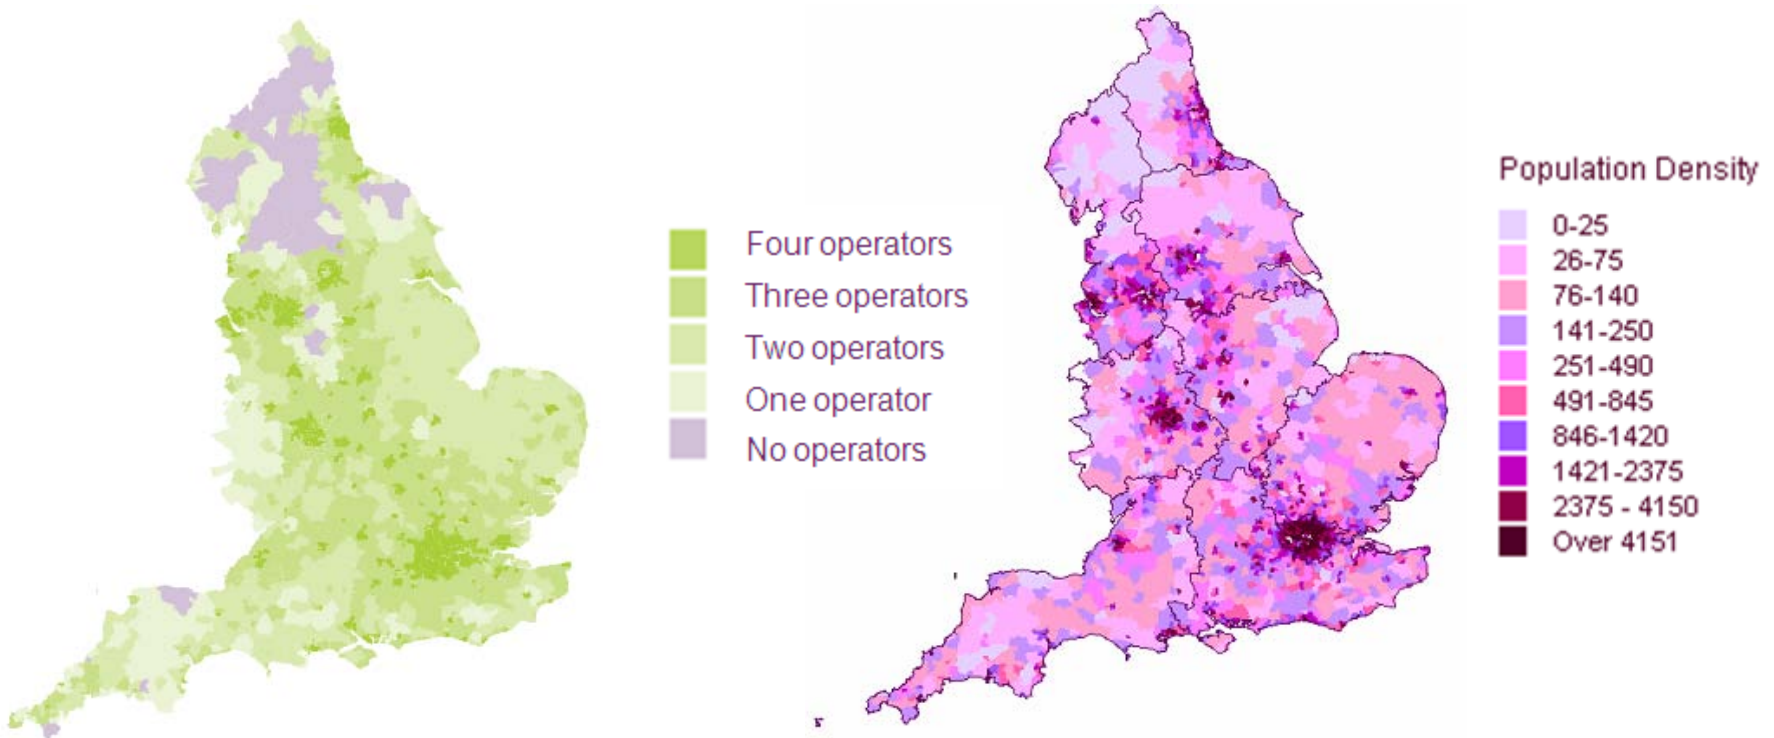 Four operators
Three operators
Two operators
One operator
No operators
Population Density
0-25
26-75
76-140
141-250
251-490
491-845
846-1420
1421-2375
2375 - 4150
Over 4151